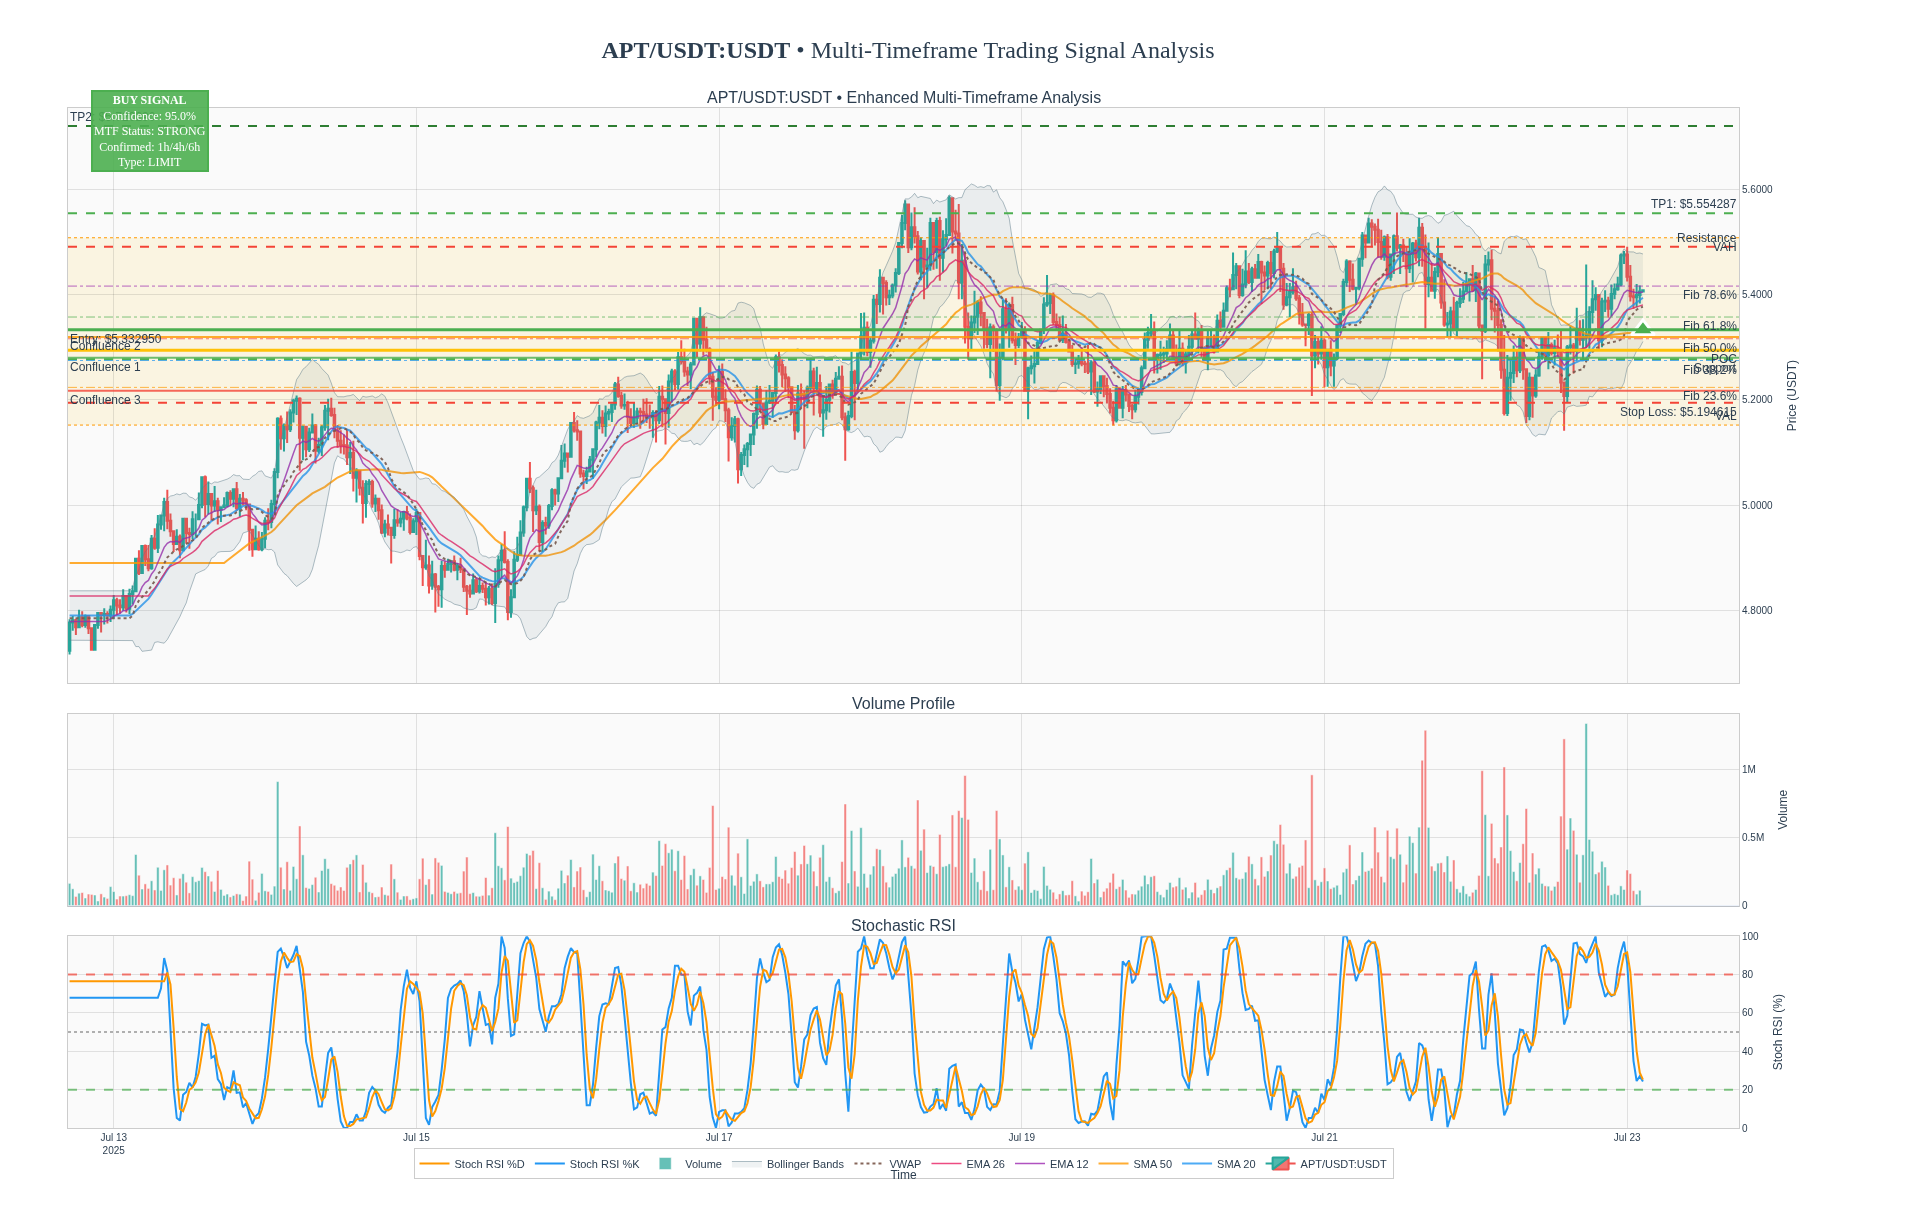 APT/USDT:USDT • Multi-Timeframe Trading Signal Analysis
APT/USDT:USDT • Enhanced Multi-Timeframe Analysis
TP2
BUY SIGNAL
Confidence: 95.0%
MTF Status: STRONG
Confirmed: 1h/4h/6h
Type: LIMIT
5.6000
TP1: $5.554287
Resistance
VAH
Fib 78.6%
5.4000
Fib 61.8%
Entry: $5.332950
Confluence 2
Fib 50.0%
POC
Confluence 1
Support
Fib 38.2%
Fib 23.6%
Confluence 3
5.2000
Stop Loss: $5.194615
VAL
5.0000
4.8000
Price (USDT)
Volume Profile
1M
0.5M
0
Volume
Stochastic RSI
100
80
60
40
20
0
Stoch RSI (%)
Jul 13
2025
Jul 15
Jul 17
Jul 19
Jul 21
Jul 23
Stoch RSI %D
Stoch RSI %K
Volume
Bollinger Bands
VWAP
EMA 26
EMA 12
SMA 50
SMA 20
APT/USDT:USDT
Time